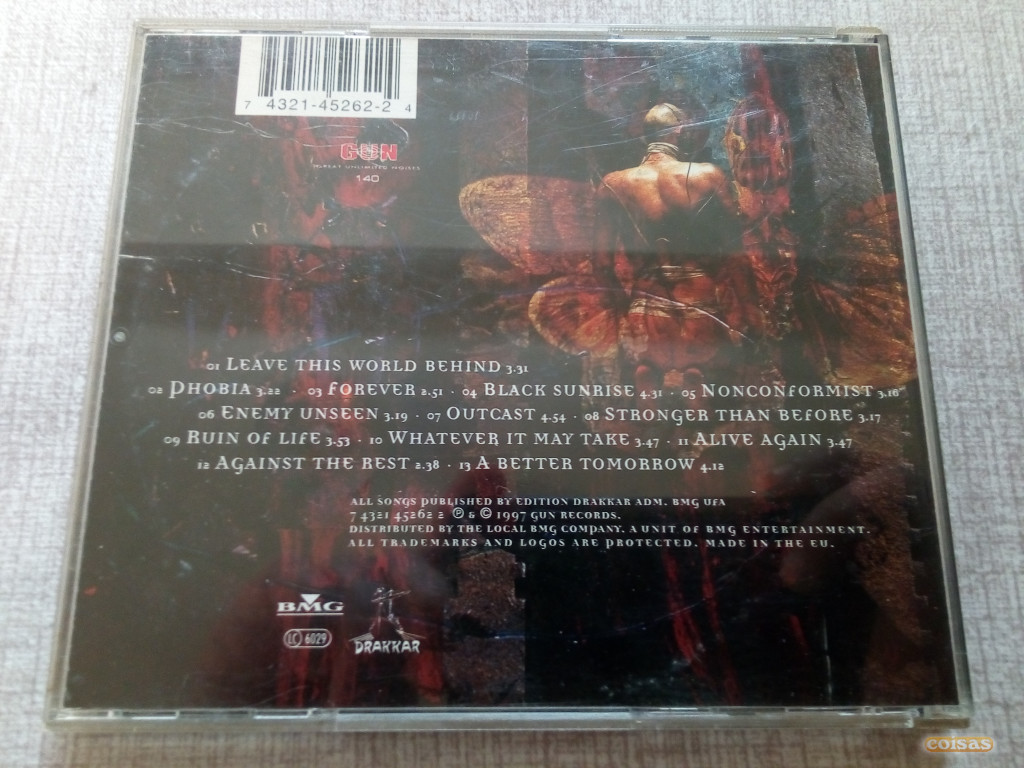 7 4321-45262-2 4
GUN
GREAT UNLIMITED NOISES
140
01 LEAVE THIS WORLD BEHIND 3.31
02 PHOBIA 3.22 · 03 FOREVER 2.51 · 04 BLACK SUNRISE 4.31 · 05 NONCONFORMIST 3.16
06 ENEMY UNSEEN 3.19 · 07 OUTCAST 4.54 · 08 STRONGER THAN BEFORE 3.17
09 RUIN OF LIFE 3.53 · 10 WHATEVER IT MAY TAKE 3.47 · 11 ALIVE AGAIN 3.47
12 AGAINST THE REST 2.38 · 13 A BETTER TOMORROW 4.12
ALL SONGS PUBLISHED BY EDITION DRAKKAR ADM. BMG UFA
7 4321 45262 2 ℗ & © 1997 GUN RECORDS.
DISTRIBUTED BY THE LOCAL BMG COMPANY. A UNIT OF BMG ENTERTAINMENT.
ALL TRADEMARKS AND LOGOS ARE PROTECTED. MADE IN THE EU.
BMG
LC 6029
DRAKKAR
coisas